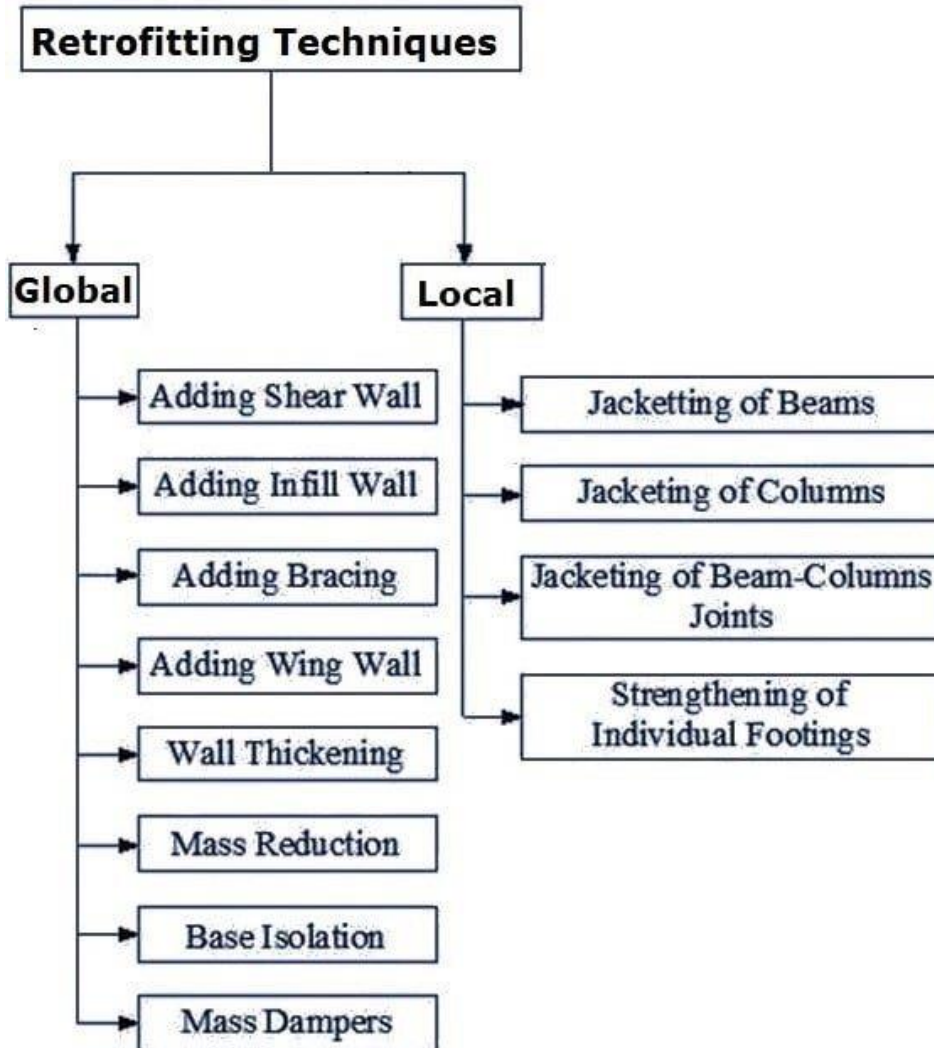 Retrofitting Techniques
Global
Local
Adding Shear Wall
Adding Infill Wall
Adding Bracing
Adding Wing Wall
Wall Thickening
Mass Reduction
Base Isolation
Mass Dampers
Jacketting of Beams
Jacketing of Columns
Jacketing of Beam-Columns
Joints
Strengthening of
Individual Footings